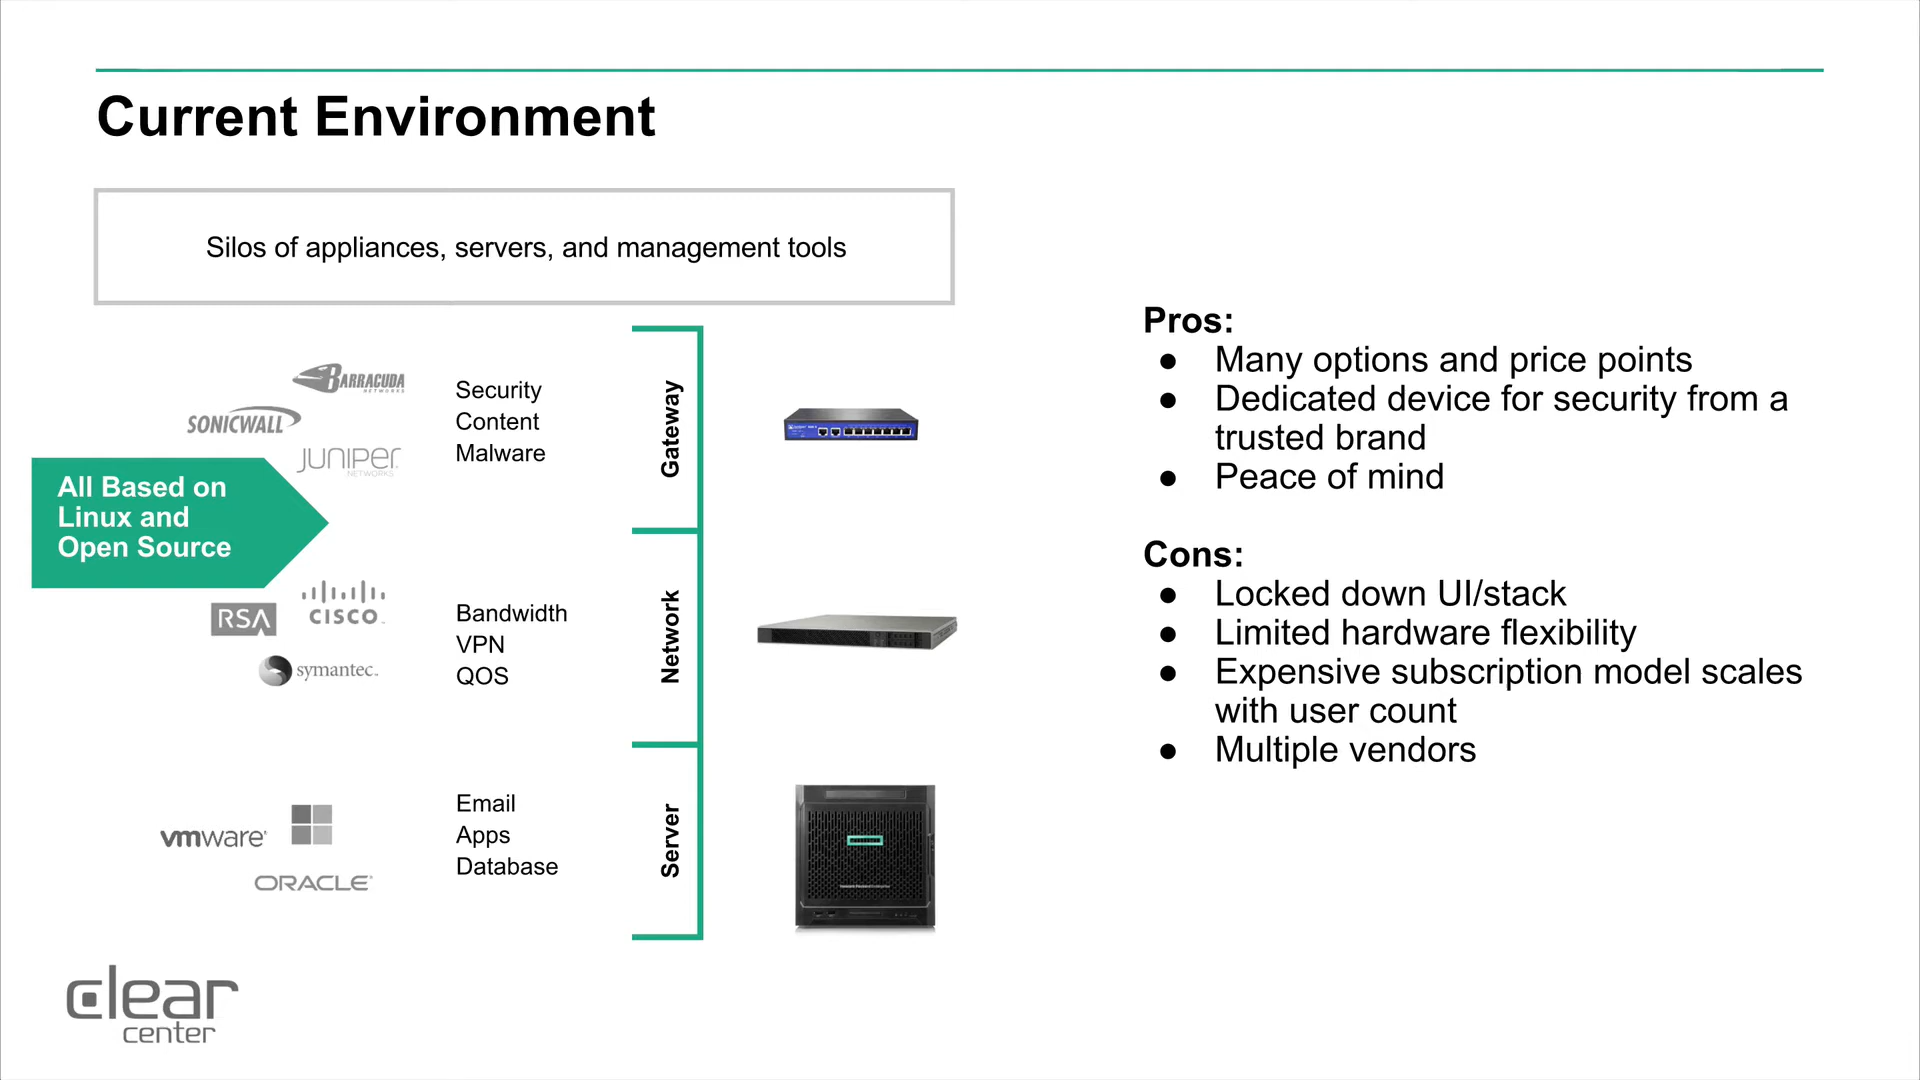 Current Environment
Silos of appliances, servers, and management tools
BARRACUDA
NETWORKS
SONICWALL
JUNIPER
NETWORKS
Security
Content
Malware
Gateway
All Based on
Linux and
Open Source
CISCO
RSA
symantec.
Bandwidth
VPN
QOS
Network
vmware
ORACLE
Email
Apps
Database
Server
Pros:
● Many options and price points
● Dedicated device for security from a
trusted brand
● Peace of mind
Cons:
● Locked down UI/stack
● Limited hardware flexibility
● Expensive subscription model scales
with user count
● Multiple vendors
clear
center